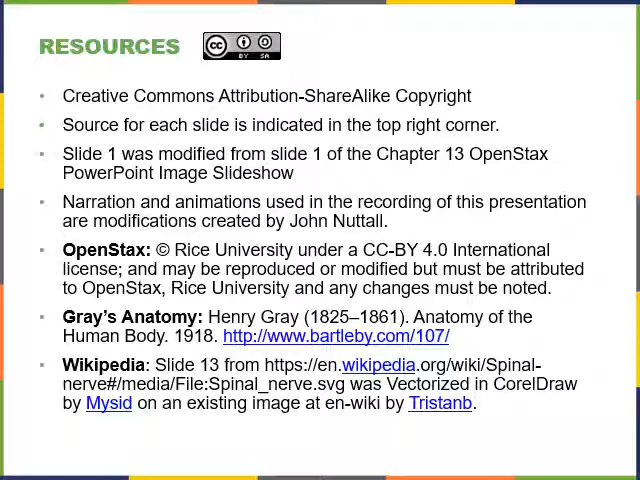 RESOURCES
cc BY SA
• Creative Commons Attribution-ShareAlike Copyright
• Source for each slide is indicated in the top right corner.
• Slide 1 was modified from slide 1 of the Chapter 13 OpenStax
PowerPoint Image Slideshow
• Narration and animations used in the recording of this presentation
are modifications created by John Nuttall.
• OpenStax: © Rice University under a CC-BY 4.0 International
license; and may be reproduced or modified but must be attributed
to OpenStax, Rice University and any changes must be noted.
• Gray’s Anatomy: Henry Gray (1825–1861). Anatomy of the
Human Body. 1918. http://www.bartleby.com/107/
• Wikipedia: Slide 13 from https://en.wikipedia.org/wiki/Spinal-
nerve#/media/File:Spinal_nerve.svg was Vectorized in CorelDraw
by Mysid on an existing image at en-wiki by Tristanb.